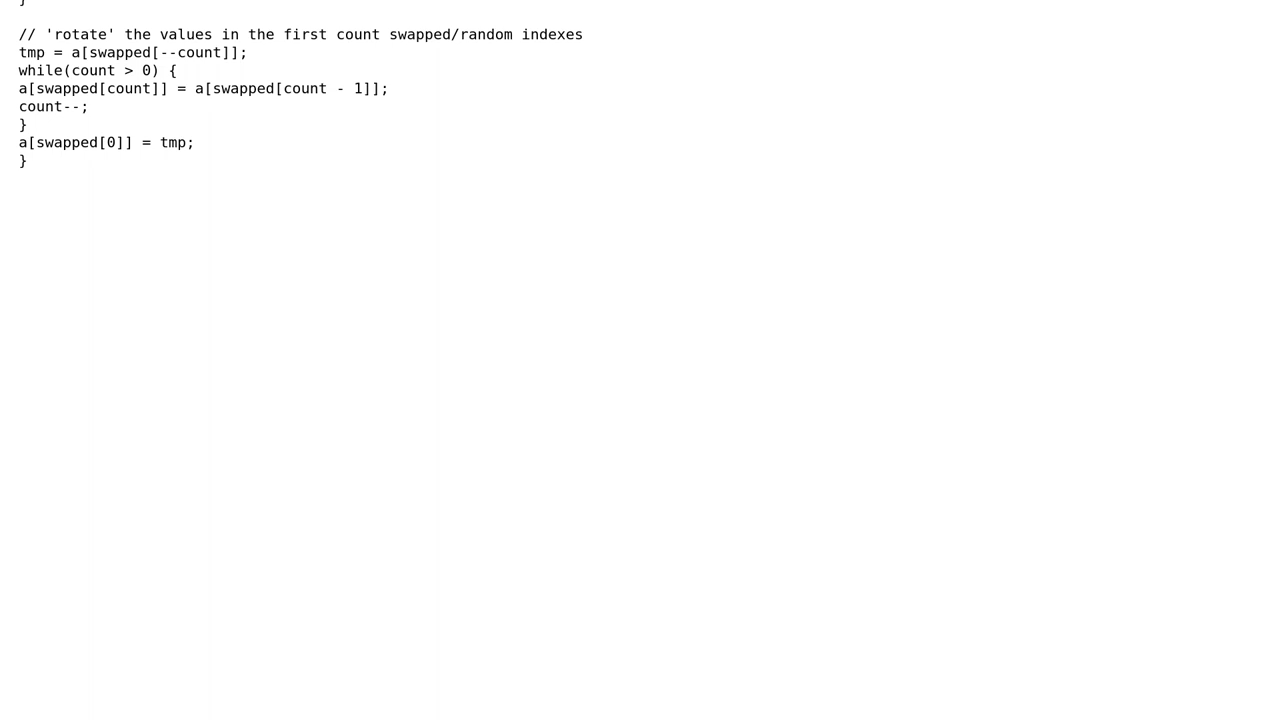 }

// 'rotate' the values in the first count swapped/random indexes
tmp = a[swapped[--count]];
while(count > 0) {
a[swapped[count]] = a[swapped[count - 1]];
count--;
}
a[swapped[0]] = tmp;
}